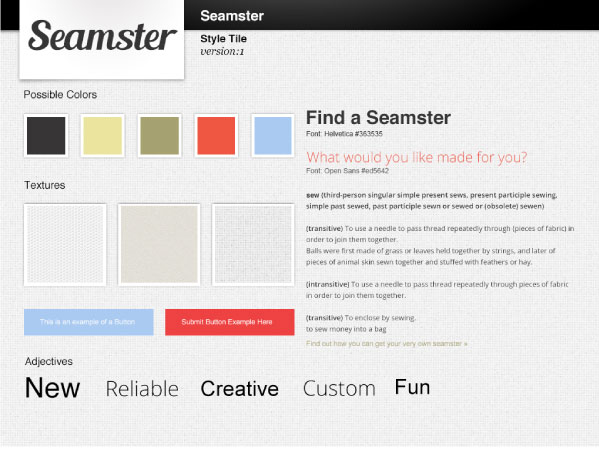 Seamster
Seamster
Style Tile
version:1
Possible Colors
Find a Seamster
Font: Helvetica #363535
What would you like made for you?
Font: Open Sans #ed5642
Textures
sew (third-person singular simple present sews, present participle sewing,
simple past sewed, past participle sewn or sewed or (obsolete) sewen)
(transitive) To use a needle to pass thread repeatedly through (pieces of fabric) in
order to join them together.
Balls were first made of grass or leaves held together by strings, and later of
pieces of animal skin sewn together and stuffed with feathers or hay.
(intransitive) To use a needle to pass thread repeatedly through pieces of fabric
in order to join them together.
(transitive) To enclose by sewing.
to sew money into a bag
Find out how you can get your very own seamster »
This is an example of a Button
Submit Button Example Here
Adjectives
New Reliable Creative Custom Fun